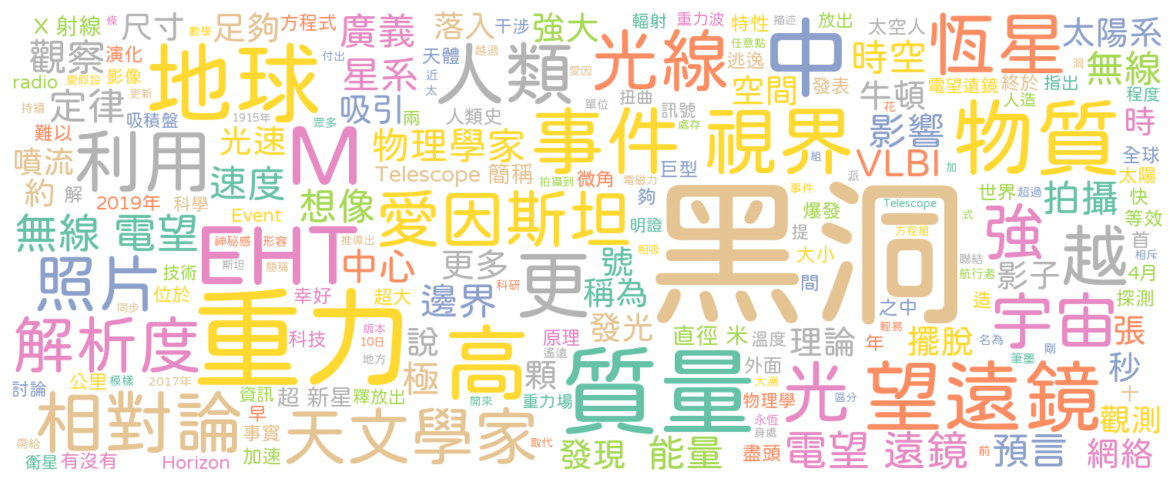 X 射線
條
尺寸
數學
足夠
方程式
廣義
落入
干涉
強大
輻射
重力波
特性
描述
放出
太空人
恆星
太陽系
觀察
演化
地球
付出
星系
天體
人類
越過
光線
任意點
逃逸
中
時空
洞
無線
radio
驚假設
影像
近
愛因
空間
發表
電望遠鏡
終於
指出
定律
持續
更新
吸引
太
兩
單位
扭曲
牛頓
人造
程度
難以
吸積盤
1915年
人類史
訊號
花
時
噴流
利用
眾多
光速
M
物理學家
事件
處存
視界
影響
物質
全球
約
解
速度
Telescope 簡稱
拍攝到
電磁力
巨型
組
派
VLBI
加
太陽
2019年
科學
想像
微角
夠
事件
Telescope
世界
超過
拍攝
快
Event
愛因斯坦
明證
爆發
式
等效
無線 電望
神秘感
形容
推導出
黑洞
提
方程組
強
首
EHT
斯坦
簡稱
中心
更多
更
號
相吸
大小
聯結
影子
越
相斥
照片
技術
科研
稱為
間
航行者
4月
位於
幸好
超大
邊界
之中
造
探測
同步
重力
解析度
科技
版本
10日
說
原理
發光
直徑 米
溫度
理論
輕易
宇宙
張
高
遙遠
年
擺脫
名為
筆墨
剛
地方
極
顆
質量
外面
光
秒
討論
公里
模樣
2017年
資訊
超 新星
釋放出
重力場
大洲
物理學
區分
望遠鏡
十
相對論
早
開來
永恆
身處
觀測
帶給
事實
天文學家
取代
發現
能量
盡頭
電望 遠鏡
前
預言
網絡
衛星
有沒有
Horizon
加速